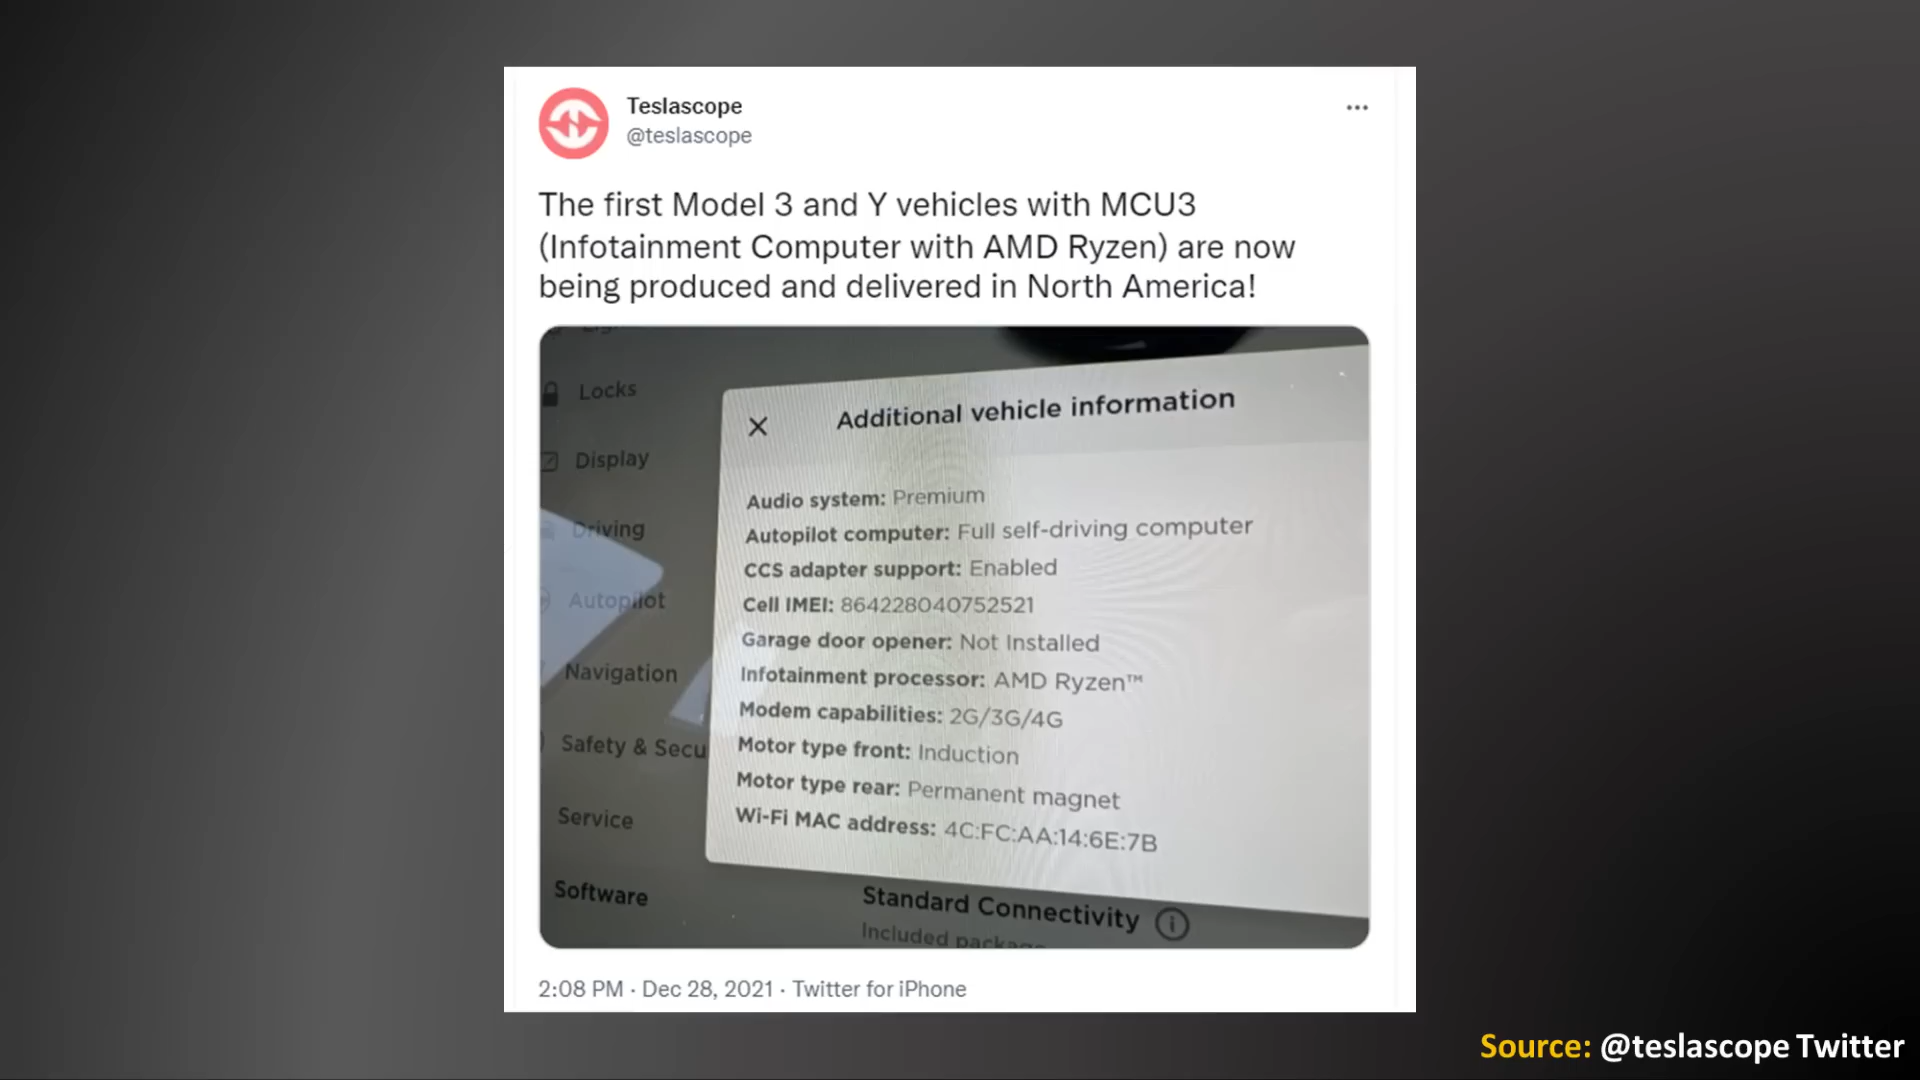 Teslascope
@teslascope
The first Model 3 and Y vehicles with MCU3
(Infotainment Computer with AMD Ryzen) are now
being produced and delivered in North America!
Locks
Display
Driving
Autopilot
Navigation
Safety & Secu
Service
Software
Additional vehicle information
Audio system: Premium
Autopilot computer: Full self-driving computer
CCS adapter support: Enabled
Cell IMEI: 864228040752521
Garage door opener: Not Installed
Infotainment processor: AMD Ryzen™
Modem capabilities: 2G/3G/4G
Motor type front: Induction
Motor type rear: Permanent magnet
Wi-Fi MAC address: 4C:FC:AA:14:6E:7B
Standard Connectivity
Included
2:08 PM · Dec 28, 2021 · Twitter for iPhone
Source: @teslascope Twitter